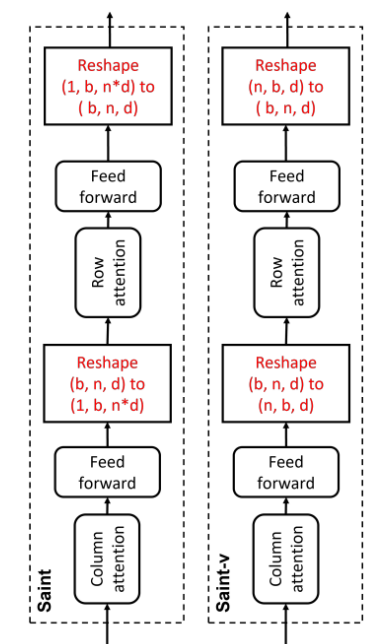 Reshape
(1, b, n*d) to
( b, n, d)
Feed
forward
Row
attention
Reshape
(b, n, d) to
(1, b, n*d)
Feed
forward
Column
attention
Saint
Reshape
(n, b, d) to
( b, n, d)
Feed
forward
Row
attention
Reshape
(b, n, d) to
(n, b, d)
Feed
forward
Column
attention
Saint-v